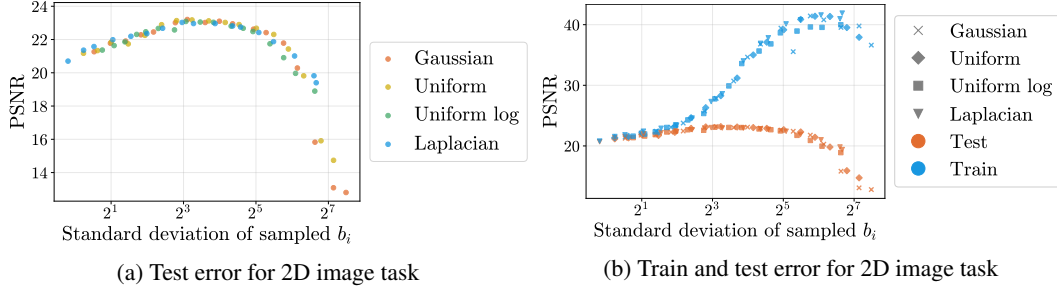 24
22
20
18
16
14
PSNR
2^1 2^3 2^5 2^7
Standard deviation of sampled b_i
Gaussian
Uniform
Uniform log
Laplacian
(a) Test error for 2D image task
40
30
20
PSNR
2^1 2^3 2^5 2^7
Standard deviation of sampled b_i
Gaussian
Uniform
Uniform log
Laplacian
Test
Train
(b) Train and test error for 2D image task